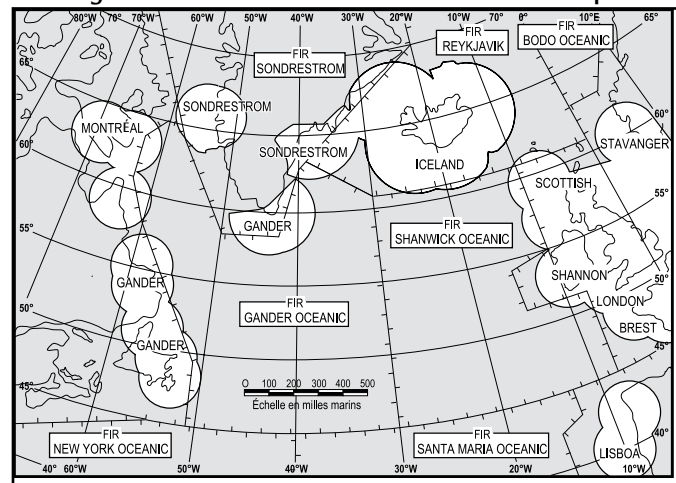 80°W 70°W 60°W 50°W 40°W 30°W 20°W 10°W 0° 10°E 65°
65°
FIR
REYKJAVIK
FIR
BODO OCEANIC
FIR
SONDRESTROM
SONDRESTROM
60°
MONTRÉAL
STAVANGER
60°
SONDRESTROM
ICELAND
SCOTTISH
55°
GANDER
FIR
SHANWICK OCEANIC
55°
SHANNON
50°
GANDER
LONDON
50°
FIR
GANDER OCEANIC
BREST
GANDER
45°
45°
0 100 200 300 400 500
Échelle en milles marins
40°
FIR
NEW YORK OCEANIC
FIR
SANTA MARIA OCEANIC
LISBOA
40° 60°W 50°W 40°W 30°W 20°W 10°W